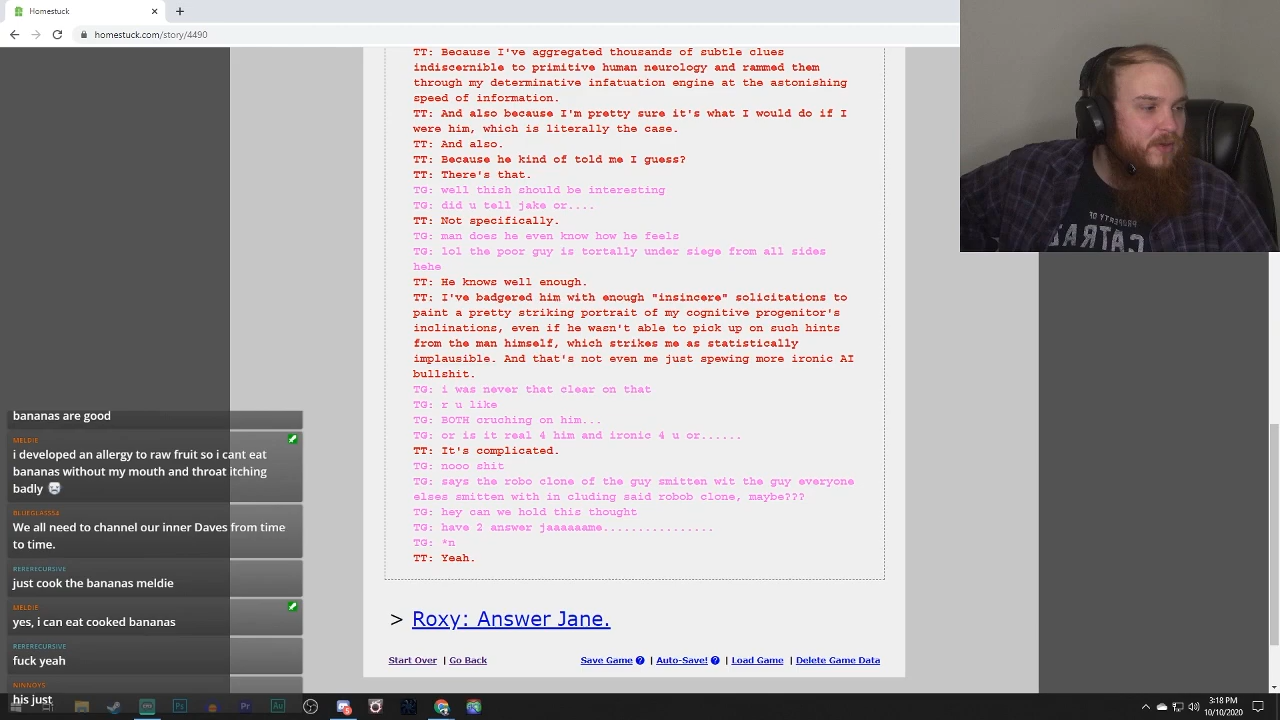 Homestuck
homestuck.com/story/4490
TT: Because I've aggregated thousands of subtle clues
indiscernible to primitive human neurology and rammed them
through my determinative infatuation engine at the astonishing
speed of information.
TT: And also because I'm pretty sure it's what I would do if I
were him, which is literally the case.
TT: And also.
TT: Because he kind of told me I guess?
TT: There's that.
TG: well thish should be interesting
TG: did u tell jake or....
TT: Not specifically.
TG: man does he even know how he feels
TG: lol the poor guy is tortally under siege from all sides
hehe
TT: He knows well enough.
TT: I've badgered him with enough "insincere" solicitations to
paint a pretty striking portrait of my cognitive progenitor's
inclinations, even if he wasn't able to pick up on such hints
from the man himself, which strikes me as statistically
implausible. And that's not even me just spewing more ironic AI
bullshit.
TG: i was never that clear on that
TG: r u like
TG: BOTH cruching on him...
TG: or is it real 4 him and ironic 4 u or......
TT: It's complicated.
TG: nooo shit
TG: says the robo clone of the guy smitten wit the guy everyone
elses smitten with in cluding said robob clone, maybe???
TG: hey can we hold this thought
TG: have 2 answer jaaaaaame................
TG: *n
TT: Yeah.
> Roxy: Answer Jane.
Start Over | Go Back
Save Game ? | Auto-Save! ? | Load Game | Delete Game Data
bananas are good
MELDIE
i developed an allergy to raw fruit so i cant eat
bananas without my mouth and throat itching
badly
BLUEGLASS54
We all need to channel our inner Daves from time
to time.
RERERECURSIVE
just cook the bananas meldie
MELDIE
yes, i can eat cooked bananas
RERERECURSIVE
fuck yeah
NINNOYS
his just
Ps
Pr
Au
3:18 PM
10/10/2020
PROPERTY OF